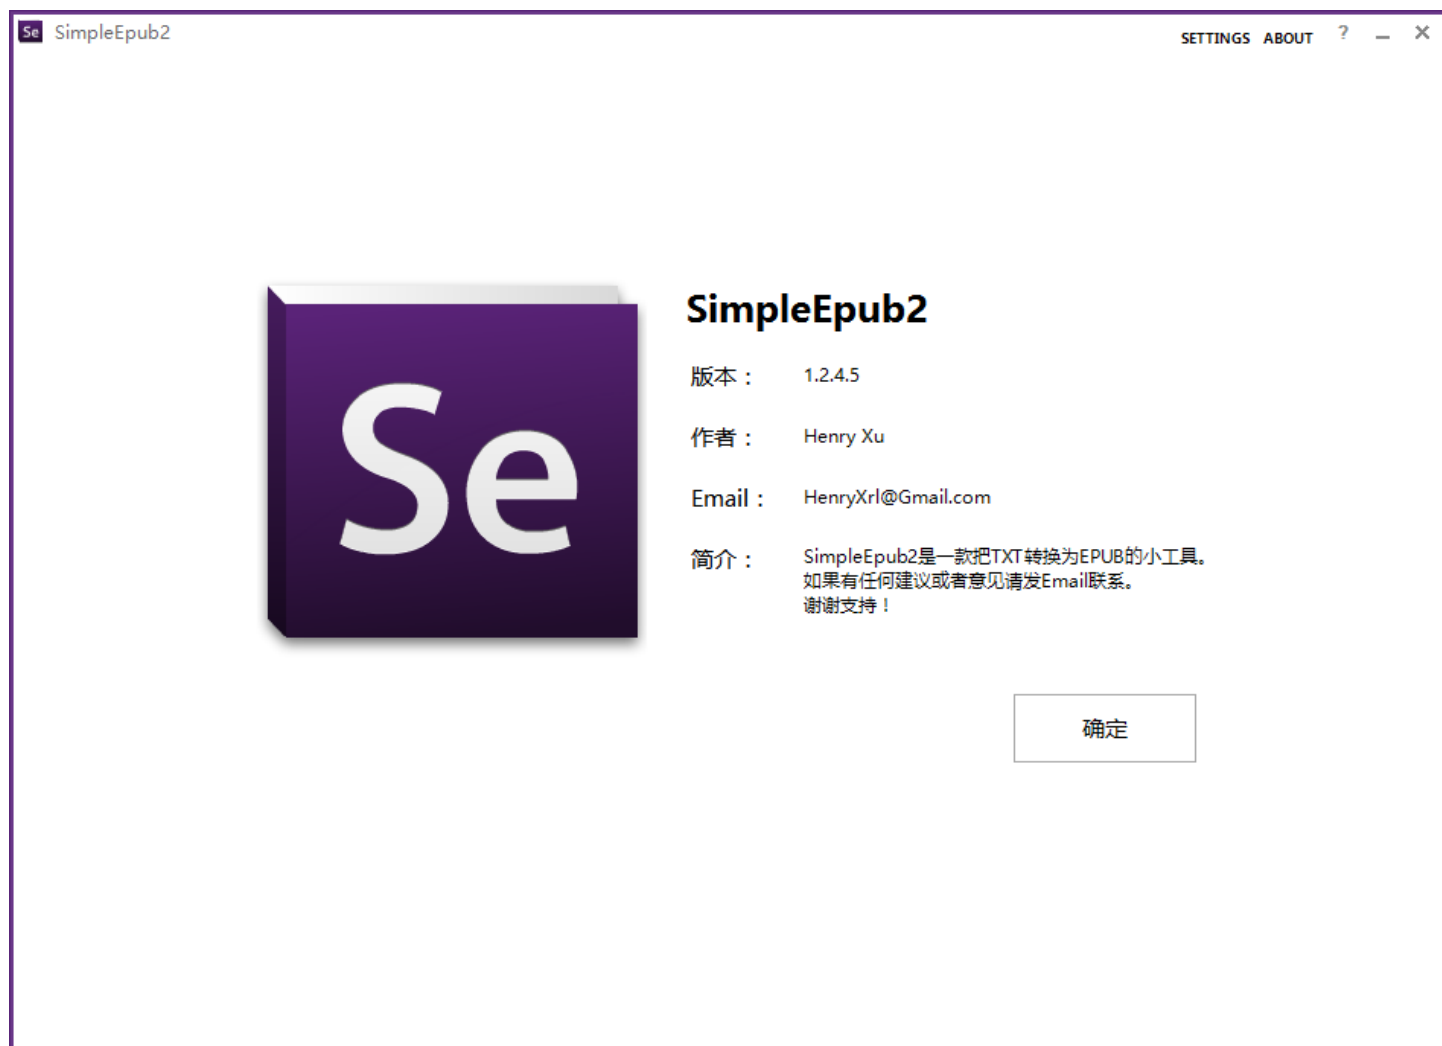 Se SimpleEpub2
SETTINGS ABOUT ?
Se
SimpleEpub2
版本： 1.2.4.5
作者： Henry Xu
Email： HenryXrl@Gmail.com
简介： SimpleEpub2是一款把TXT转换为EPUB的小工具。
如果有任何建议或者意见请发Email联系。
谢谢支持！
确定